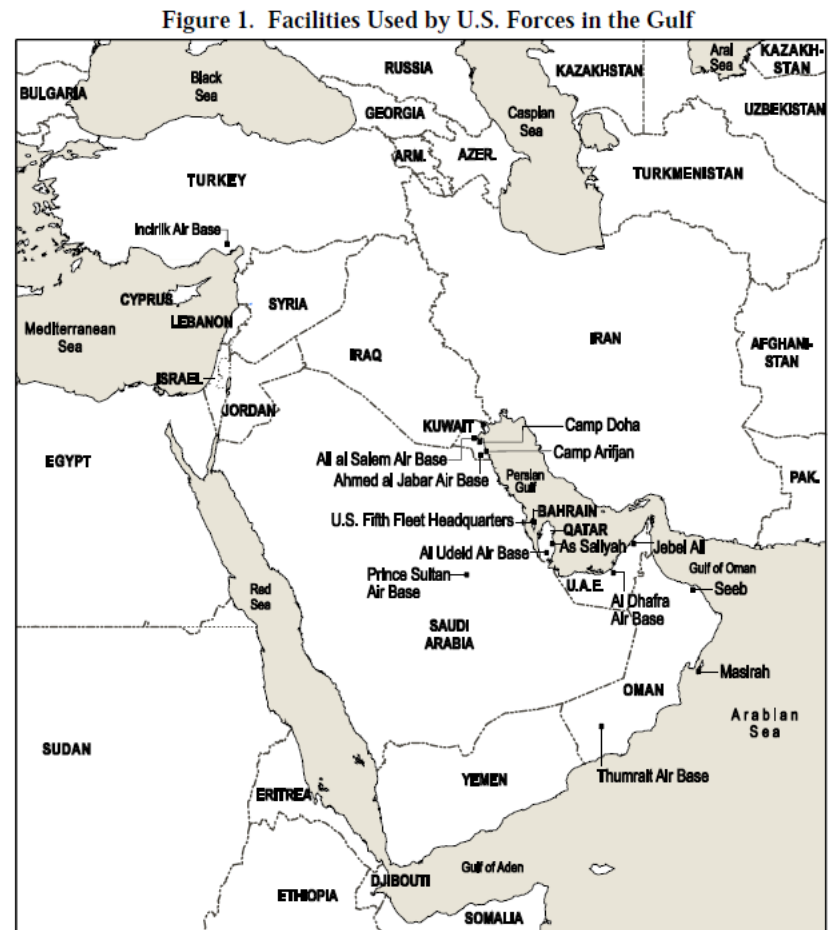 Figure 1. Facilities Used by U.S. Forces in the Gulf
BULGARIA
Black
Sea
RUSSIA
GEORGIA
ARM.
AZER.
Caspian
Sea
KAZAKHSTAN
Aral
Sea
KAZAKH-
STAN
UZBEKISTAN
TURKMENISTAN
TURKEY
Incirlik Air Base
CYPRUS
Mediterranean
Sea
LEBANON
SYRIA
ISRAEL
JORDAN
IRAQ
IRAN
AFGHANI-
STAN
PAK.
EGYPT
KUWAIT
Camp Doha
Camp Arifjan
Ali al Salem Air Base
Ahmed al Jabar Air Base
Persian
Gulf
U.S. Fifth Fleet Headquarters
BAHRAIN
QATAR
As Saliyah
Al Udeid Air Base
Jebel Ali
Gulf of Oman
Seeb
Prince Sultan
Air Base
U.A.E.
Al Dhafra
Air Base
Red
Sea
SAUDI
ARABIA
OMAN
Masirah
Arabian
Sea
SUDAN
YEMEN
Thumrait Air Base
ERITREA
DJIBOUTI
Gulf of Aden
ETHIOPIA
SOMALIA